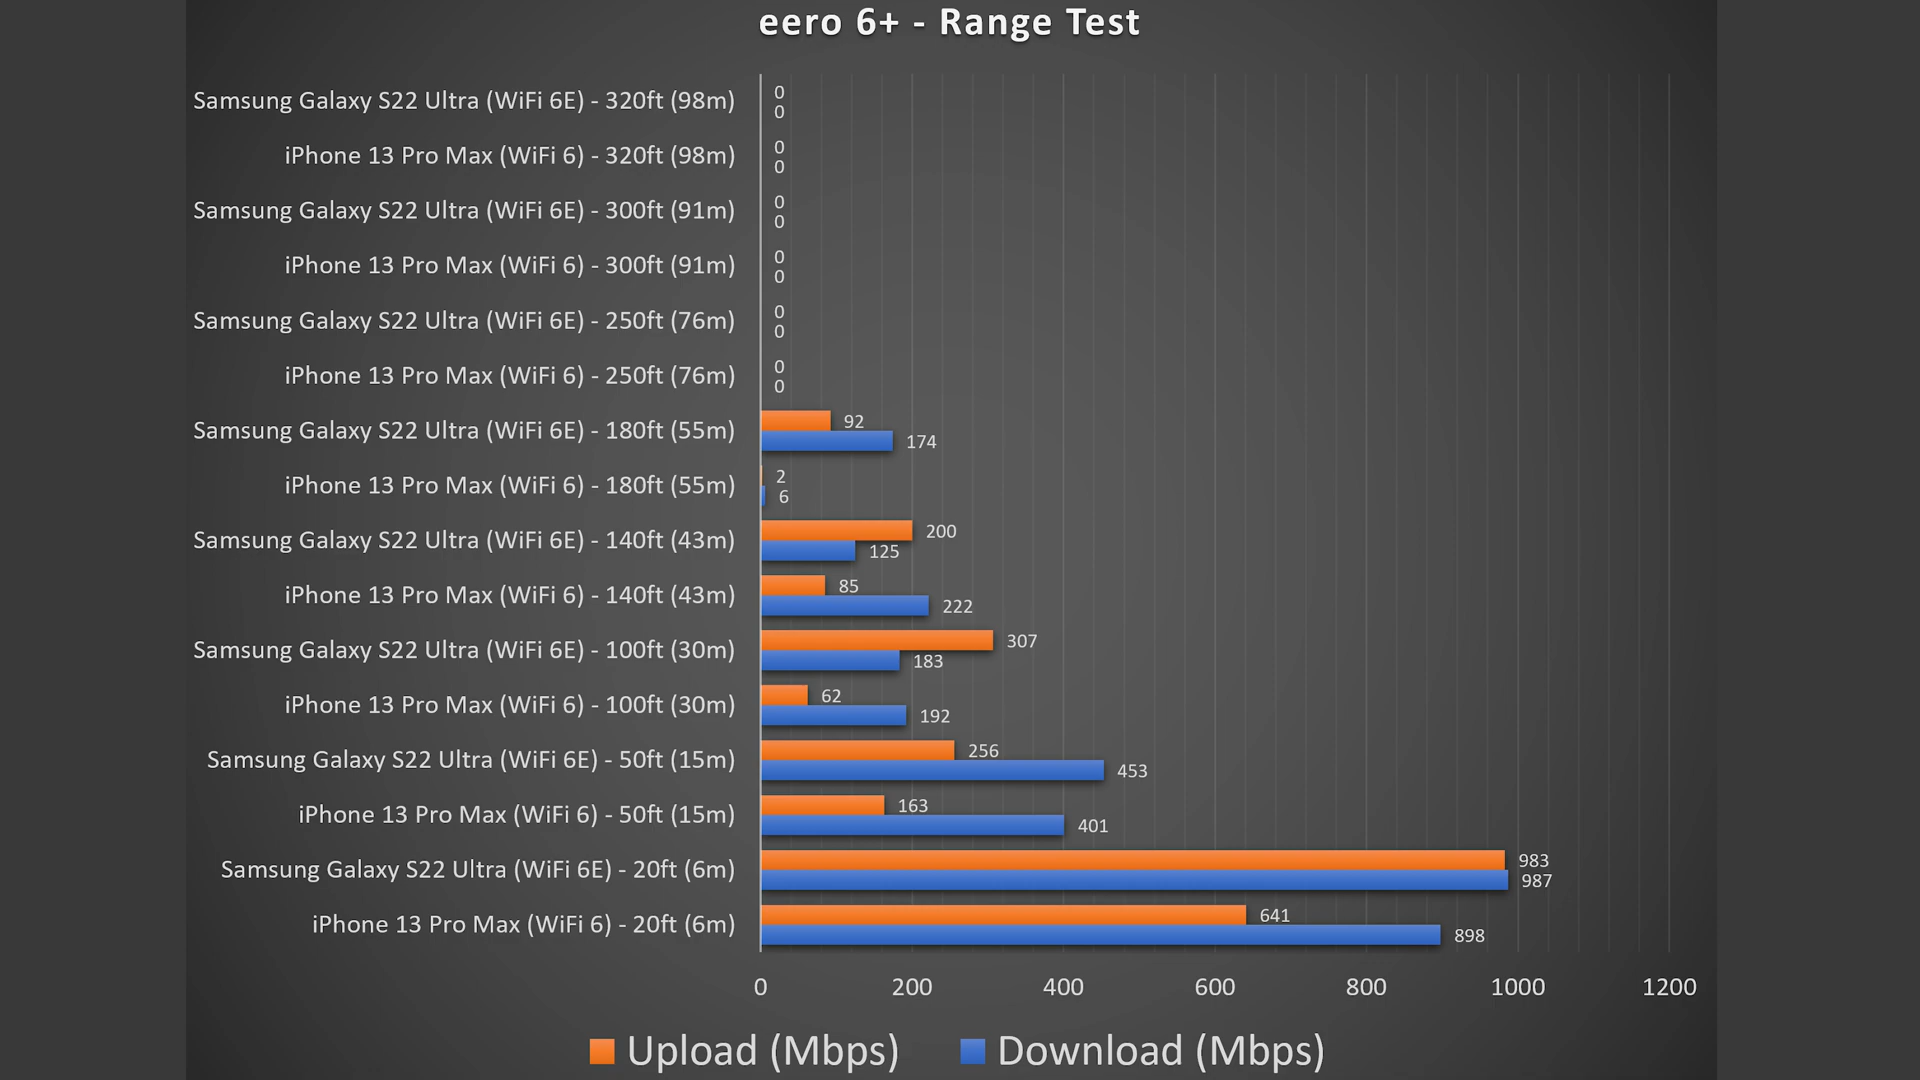 eero 6+ - Range Test
Samsung Galaxy S22 Ultra (WiFi 6E) - 320ft (98m)
0
0
iPhone 13 Pro Max (WiFi 6) - 320ft (98m)
0
0
Samsung Galaxy S22 Ultra (WiFi 6E) - 300ft (91m)
0
0
iPhone 13 Pro Max (WiFi 6) - 300ft (91m)
0
0
Samsung Galaxy S22 Ultra (WiFi 6E) - 250ft (76m)
0
0
iPhone 13 Pro Max (WiFi 6) - 250ft (76m)
0
0
Samsung Galaxy S22 Ultra (WiFi 6E) - 180ft (55m)
92
174
iPhone 13 Pro Max (WiFi 6) - 180ft (55m)
2
6
Samsung Galaxy S22 Ultra (WiFi 6E) - 140ft (43m)
200
125
iPhone 13 Pro Max (WiFi 6) - 140ft (43m)
85
222
Samsung Galaxy S22 Ultra (WiFi 6E) - 100ft (30m)
307
183
iPhone 13 Pro Max (WiFi 6) - 100ft (30m)
62
192
Samsung Galaxy S22 Ultra (WiFi 6E) - 50ft (15m)
256
453
iPhone 13 Pro Max (WiFi 6) - 50ft (15m)
163
401
Samsung Galaxy S22 Ultra (WiFi 6E) - 20ft (6m)
983
987
iPhone 13 Pro Max (WiFi 6) - 20ft (6m)
641
898
0 200 400 600 800 1000 1200
Upload (Mbps) Download (Mbps)